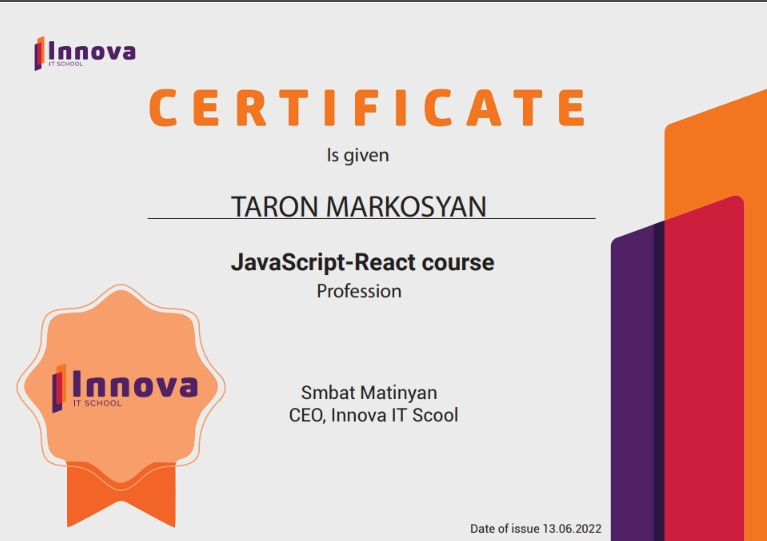 Innova
IT SCHOOL
CERTIFICATE
Is given
TARON MARKOSYAN
JavaScript-React course
Profession
Innova
IT SCHOOL
Smbat Matinyan
CEO, Innova IT Scool
Date of issue 13.06.2022